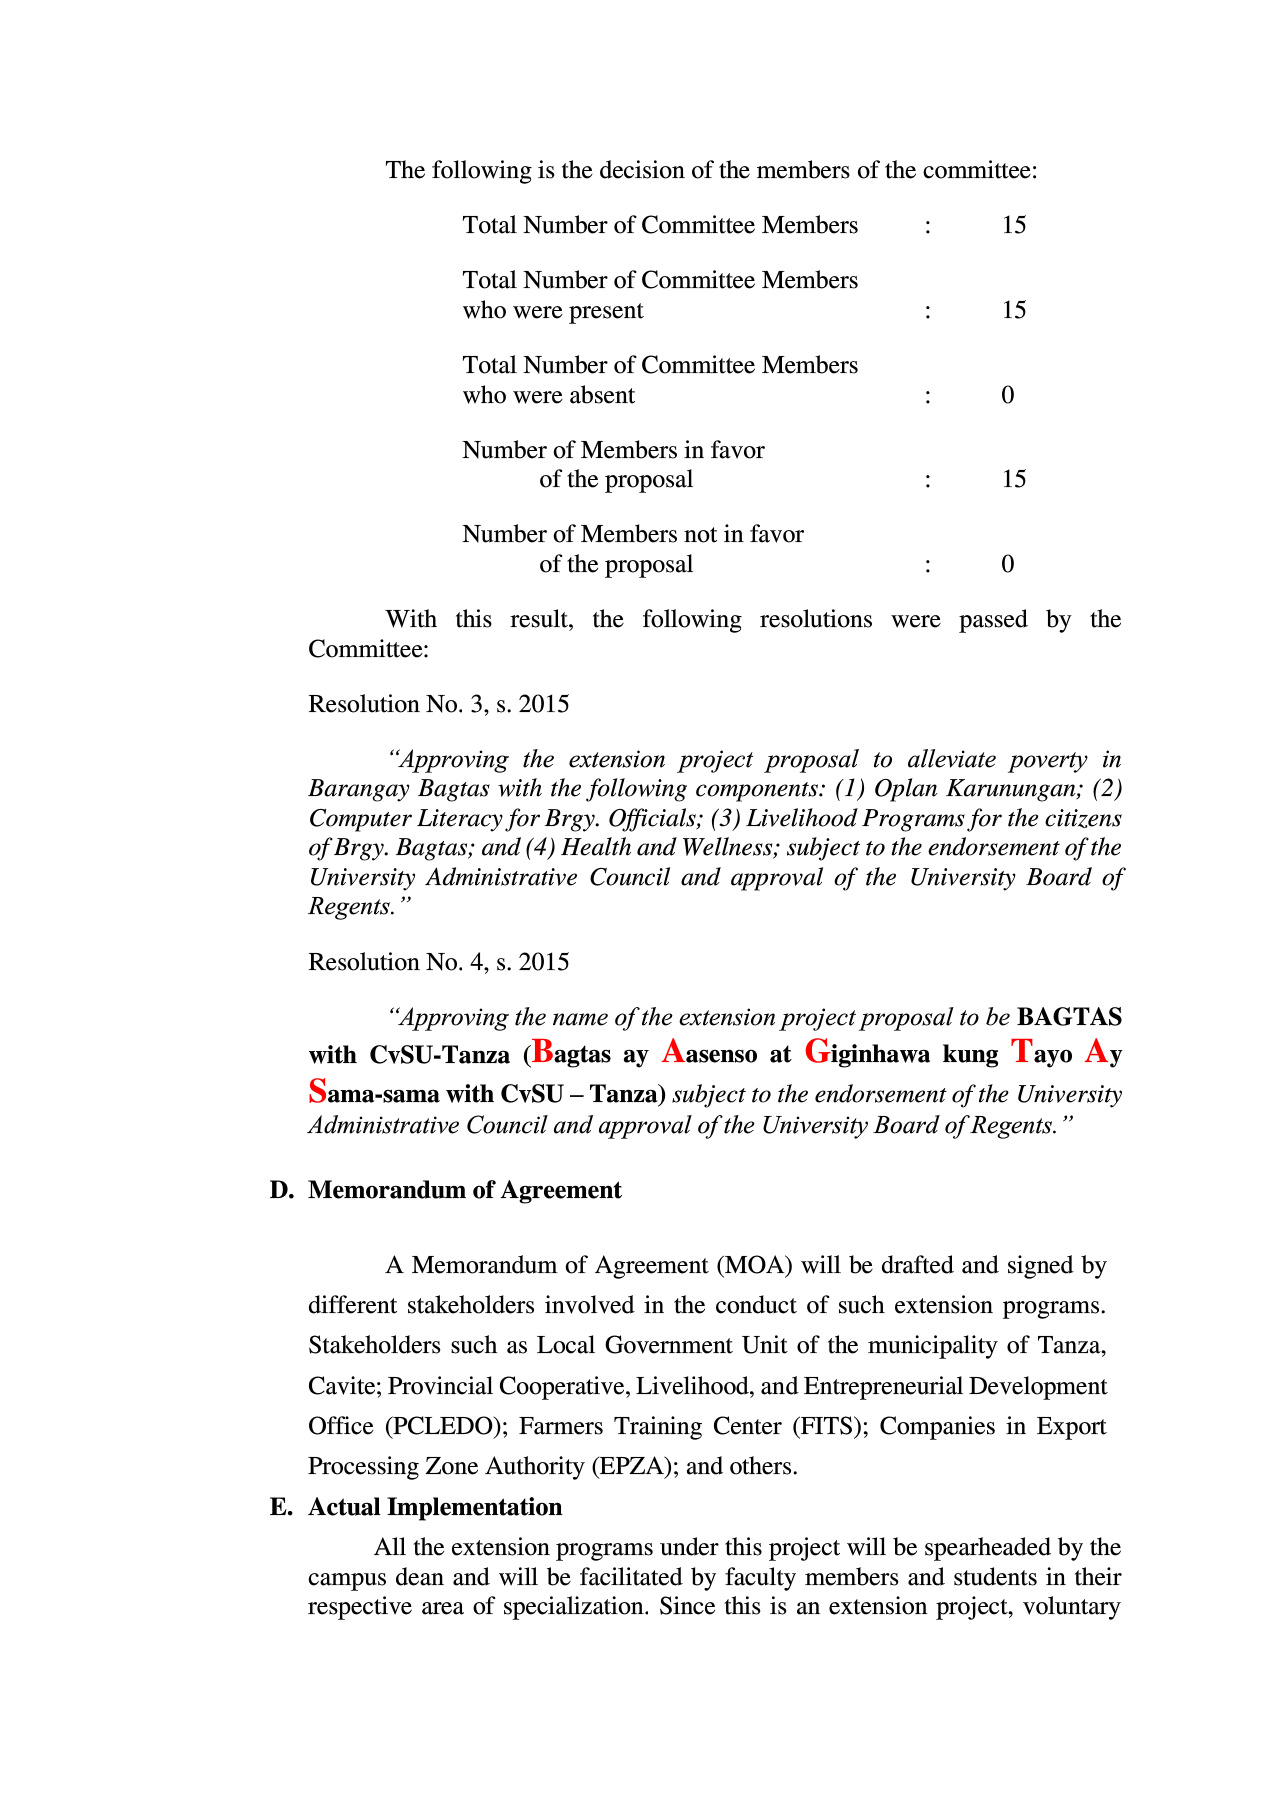 The following is the decision of the members of the committee:
Total Number of Committee Members : 15
Total Number of Committee Members
who were present : 15
Total Number of Committee Members
who were absent : 0
Number of Members in favor
of the proposal : 15
Number of Members not in favor
of the proposal : 0
With this result, the following resolutions were passed by the
Committee:
Resolution No. 3, s. 2015
“Approving the extension project proposal to alleviate poverty in
Barangay Bagtas with the following components: (1) Oplan Karunungan; (2)
Computer Literacy for Brgy. Officials; (3) Livelihood Programs for the citizens
of Brgy. Bagtas; and (4) Health and Wellness; subject to the endorsement of the
University Administrative Council and approval of the University Board of
Regents.”
Resolution No. 4, s. 2015
“Approving the name of the extension project proposal to be BAGTAS
with CvSU-Tanza (Bagtas ay Aasenso at Giginhawa kung Tayo Ay
Sama-sama with CvSU – Tanza) subject to the endorsement of the University
Administrative Council and approval of the University Board of Regents.”
D. Memorandum of Agreement
A Memorandum of Agreement (MOA) will be drafted and signed by
different stakeholders involved in the conduct of such extension programs.
Stakeholders such as Local Government Unit of the municipality of Tanza,
Cavite; Provincial Cooperative, Livelihood, and Entrepreneurial Development
Office (PCLEDO); Farmers Training Center (FITS); Companies in Export
Processing Zone Authority (EPZA); and others.
E. Actual Implementation
All the extension programs under this project will be spearheaded by the
campus dean and will be facilitated by faculty members and students in their
respective area of specialization. Since this is an extension project, voluntary